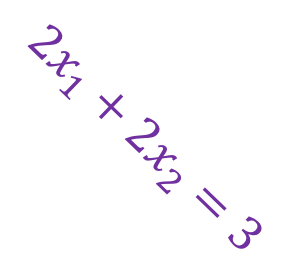 2x₁ + 2x₂ = 3